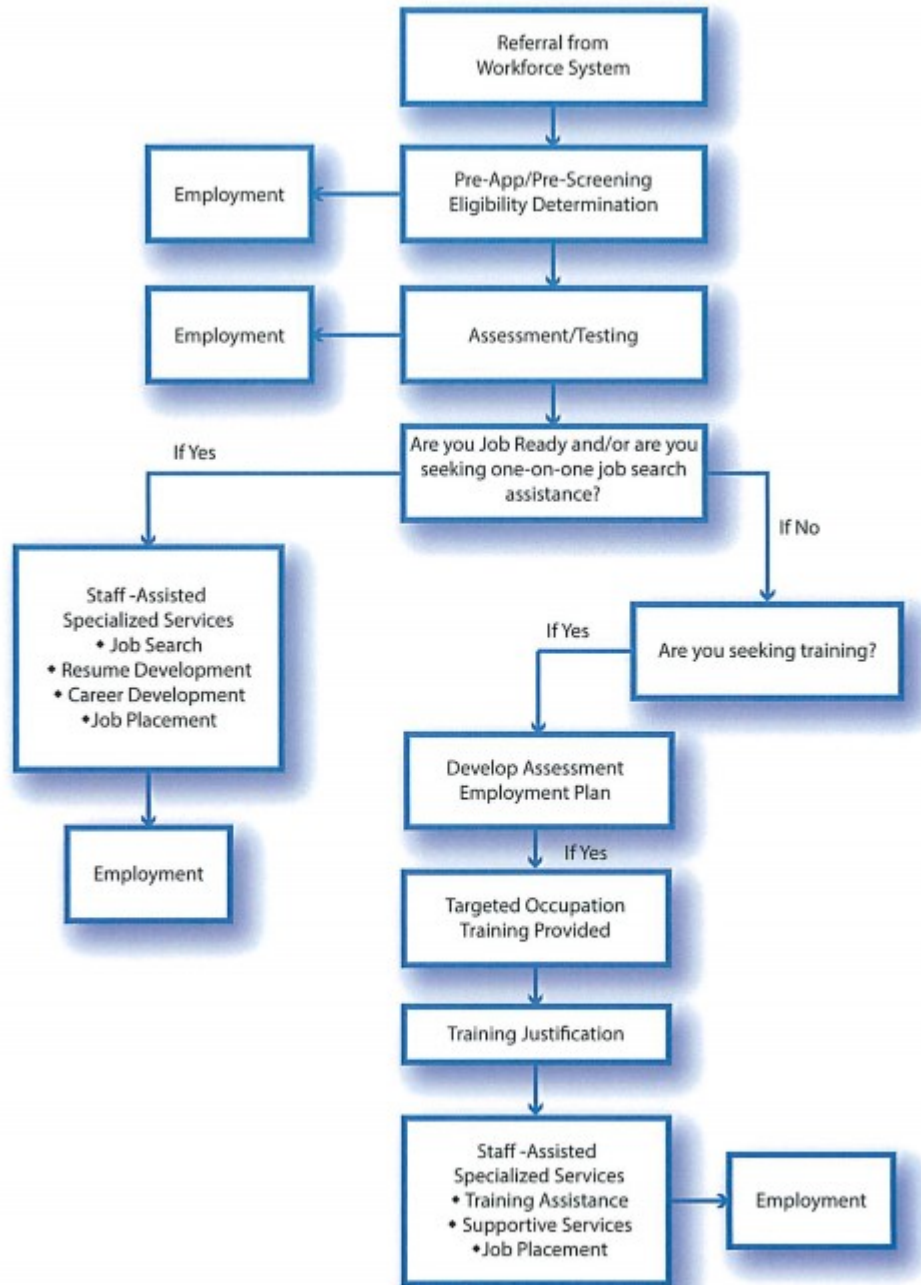 Referral from
Workforce System
Employment
Pre-App/Pre-Screening
Eligibility Determination
Employment
Assessment/Testing
If Yes
Are you Job Ready and/or are you
seeking one-on-one job search
assistance?
If No
Staff -Assisted
Specialized Services
◆ Job Search
◆ Resume Development
◆ Career Development
◆Job Placement
If Yes
Are you seeking training?
Develop Assessment
Employment Plan
Employment
If Yes
Targeted Occupation
Training Provided
Training Justification
Staff -Assisted
Specialized Services
◆ Training Assistance
◆ Supportive Services
◆Job Placement
Employment